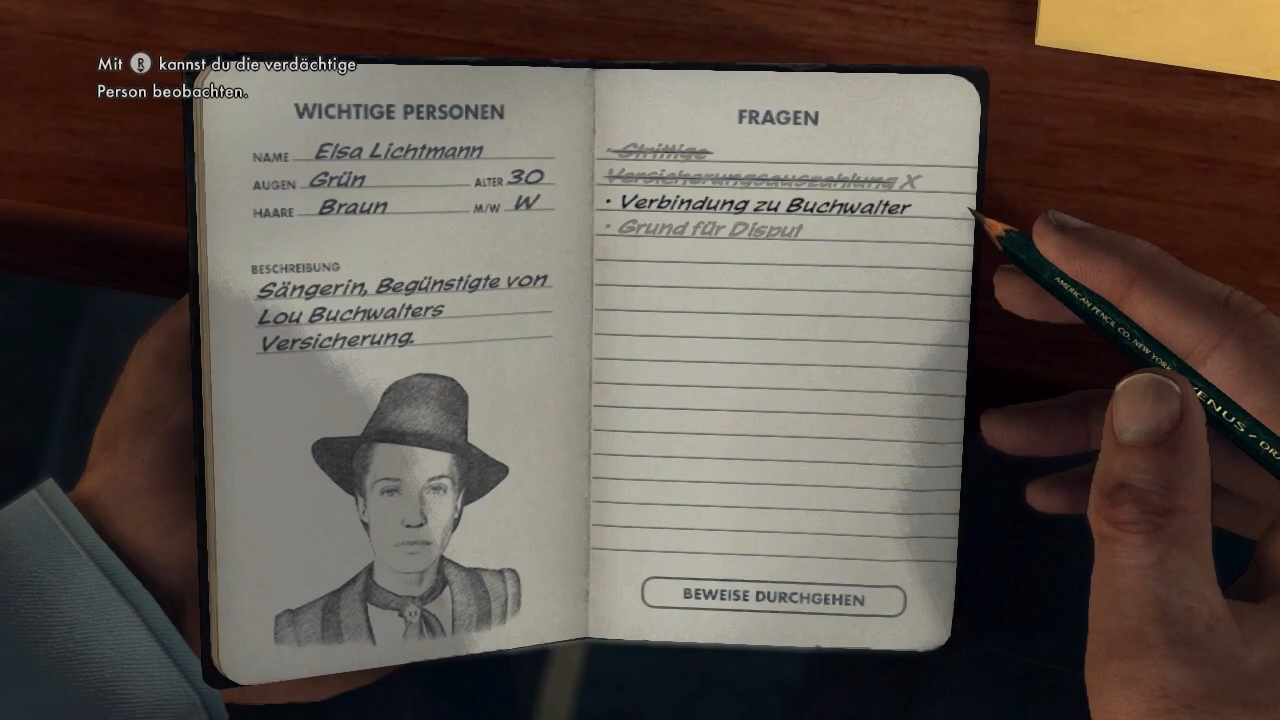 Mit R kannst du die verdächtige
Person beobachten.
WICHTIGE PERSONEN
NAME Elsa Lichtmann
AUGEN Grün ALTER 30
HAARE Braun M/W W
BESCHREIBUNG
Sängerin, Begünstigte von
Lou Buchwalters
Versicherung.
FRAGEN
· Strittige
Versicherungsauszahlung X
· Verbindung zu Buchwalter
· Grund für Disput
BEWEISE DURCHGEHEN
AMERICAN PENCIL CO. NEW YORK
VENUS / DRA